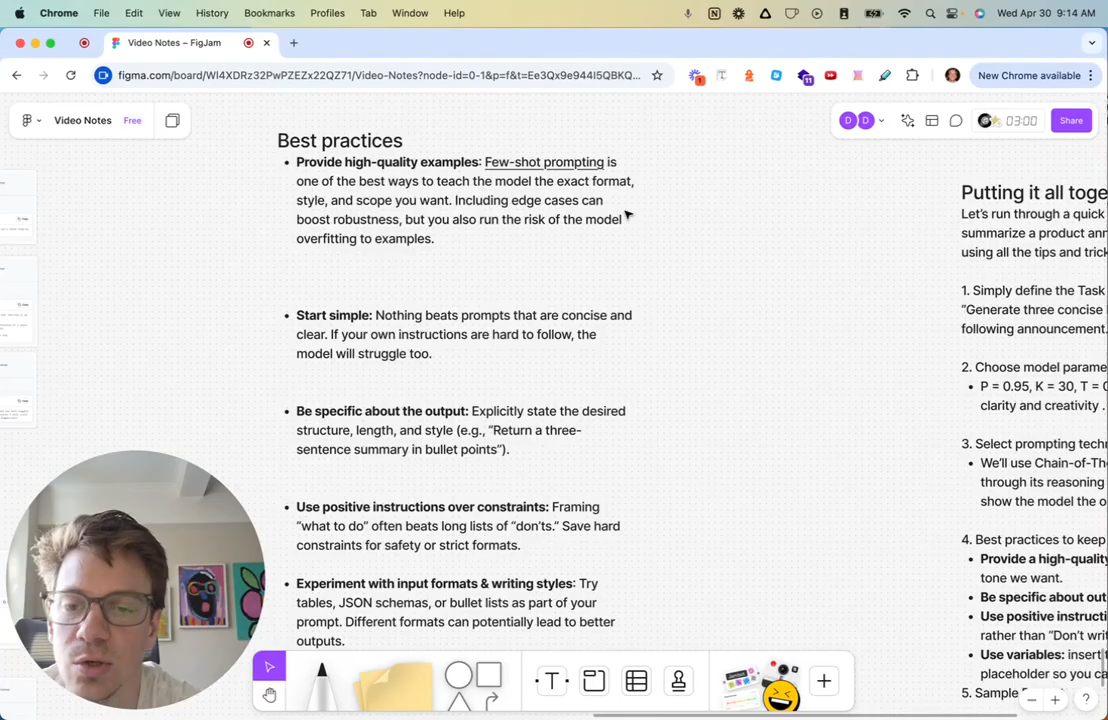 Chrome File Edit View History Bookmarks Profiles Tab Window Help Wed Apr 30 9:14 AM
Video Notes – FigJam
figma.com/board/WI4XDRz32PwPZEZx22QZ71/Video-Notes?node-id=0-1&p=f&t=Ee3Qx9e944I5QBKQ... New Chrome available
1
11
Video Notes Free
D D 03:00 Share
Best practices
• Provide high-quality examples: Few-shot prompting is
one of the best ways to teach the model the exact format,
style, and scope you want. Including edge cases can
boost robustness, but you also run the risk of the model
overfitting to examples.
• Start simple: Nothing beats prompts that are concise and
clear. If your own instructions are hard to follow, the
model will struggle too.
• Be specific about the output: Explicitly state the desired
structure, length, and style (e.g., “Return a three-
sentence summary in bullet points”).
• Use positive instructions over constraints: Framing
“what to do” often beats long lists of “don’ts.” Save hard
constraints for safety or strict formats.
• Experiment with input formats & writing styles: Try
tables, JSON schemas, or bullet lists as part of your
prompt. Different formats can potentially lead to better
outputs.
Putting it all toge
Let’s run through a quick
summarize a product anr
using all the tips and trick
1. Simply define the Task
“Generate three concise
following announcement.
2. Choose model parame
• P = 0.95, K = 30, T = 0
clarity and creativity .
3. Select prompting techr
• We’ll use Chain-of-The
through its reasoning
show the model the o
4. Best practices to keep
• Provide a high-quality
tone we want.
• Be specific about out
• Use positive instructi
rather than “Don’t writ
• Use variables: insert
placeholder so you ca
5. Sample
T
?